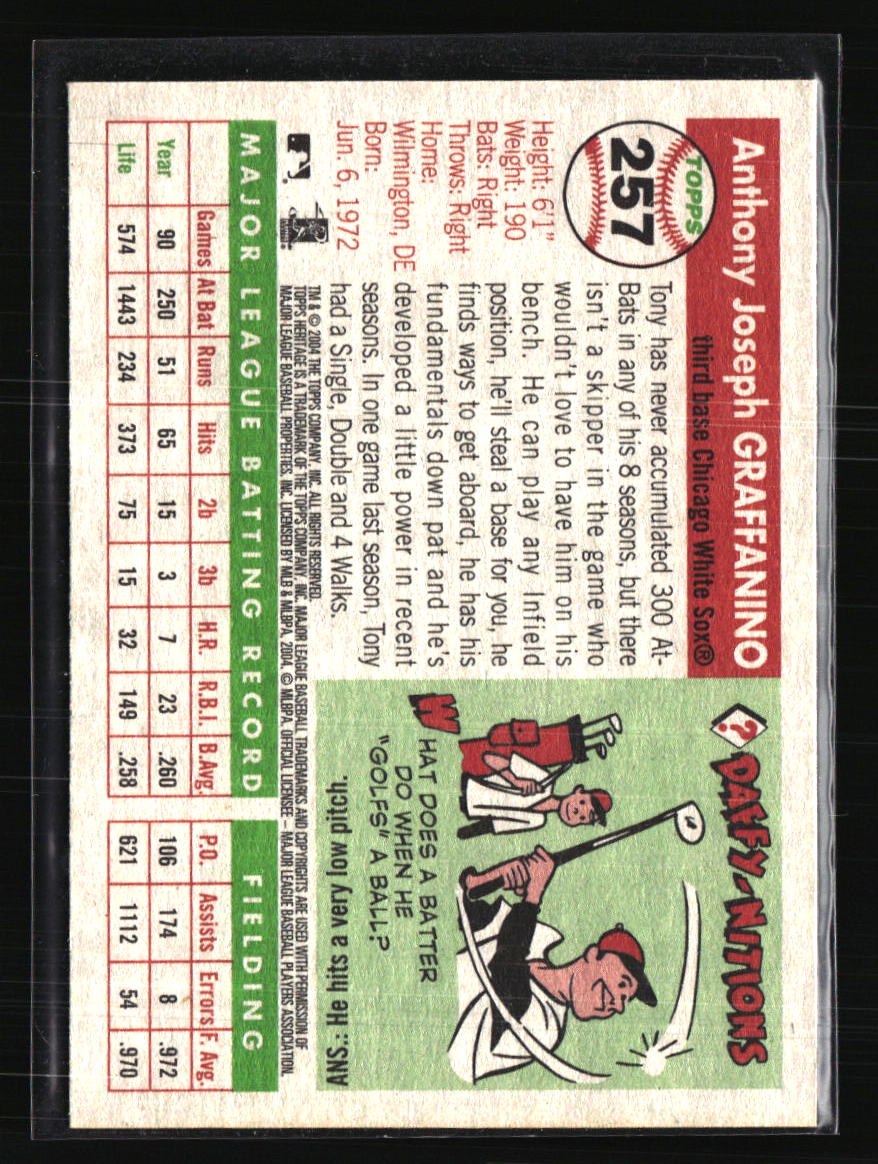 TOPPS
257
Anthony Joseph GRAFFANINO
third base Chicago White Sox®
Height: 6'1"
Weight: 190
Bats: Right
Throws: Right
Home:
Wilmington, DE
Born:
Jun. 6, 1972
Tony has never accumulated 300 At-
Bats in any of his 8 seasons, but there
isn't a skipper in the game who
wouldn't love to have him on his
bench. He can play any Infield
position, he'll steal a base for you, he
finds ways to get aboard, he has his
fundamentals down pat and he's
developed a little power in recent
seasons. In one game last season, Tony
had a Single, Double and 4 Walks.
? DAFFY-NITIONS
WHAT DOES A BATTER
DO WHEN HE
"GOLFS" A BALL?
ANS.: He hits a very low pitch.
TM & © 2004 THE TOPPS COMPANY, INC. ALL RIGHTS RESERVED.
TOPPS HERITAGE IS A TRADEMARK OF THE TOPPS COMPANY, INC. MAJOR LEAGUE BASEBALL TRADEMARKS AND COPYRIGHTS ARE USED WITH PERMISSION OF
MAJOR LEAGUE BASEBALL PROPERTIES, INC. LICENSED BY MLB & MLBPA, 2004. © MLBPA. OFFICIAL LICENSEE – MAJOR LEAGUE BASEBALL PLAYERS ASSOCIATION.
MAJOR LEAGUE BATTING RECORD FIELDING
Games At Bat Runs Hits 2b 3b H.R. R.B.I. B.Avg. P.O. Assists Errors F. Avg.
Year 90 250 51 65 15 3 7 23 .260 106 174 8 .972
Life 574 1443 234 373 75 15 32 149 .258 621 1112 54 .970